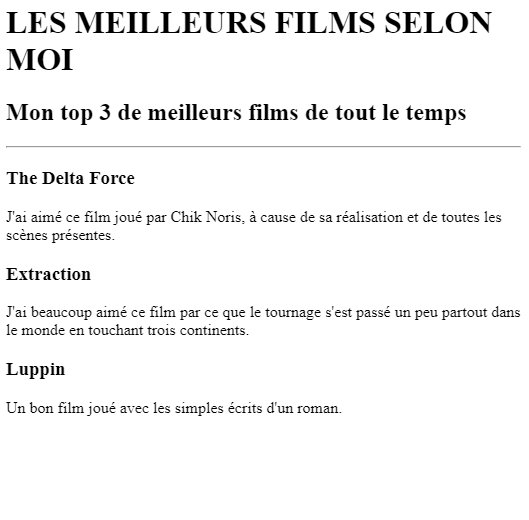 LES MEILLEURS FILMS SELON
MOI
Mon top 3 de meilleurs films de tout le temps
The Delta Force
J'ai aimé ce film joué par Chik Noris, à cause de sa réalisation et de toutes les
scènes présentes.
Extraction
J'ai beaucoup aimé ce film par ce que le tournage s'est passé un peu partout dans
le monde en touchant trois continents.
Luppin
Un bon film joué avec les simples écrits d'un roman.